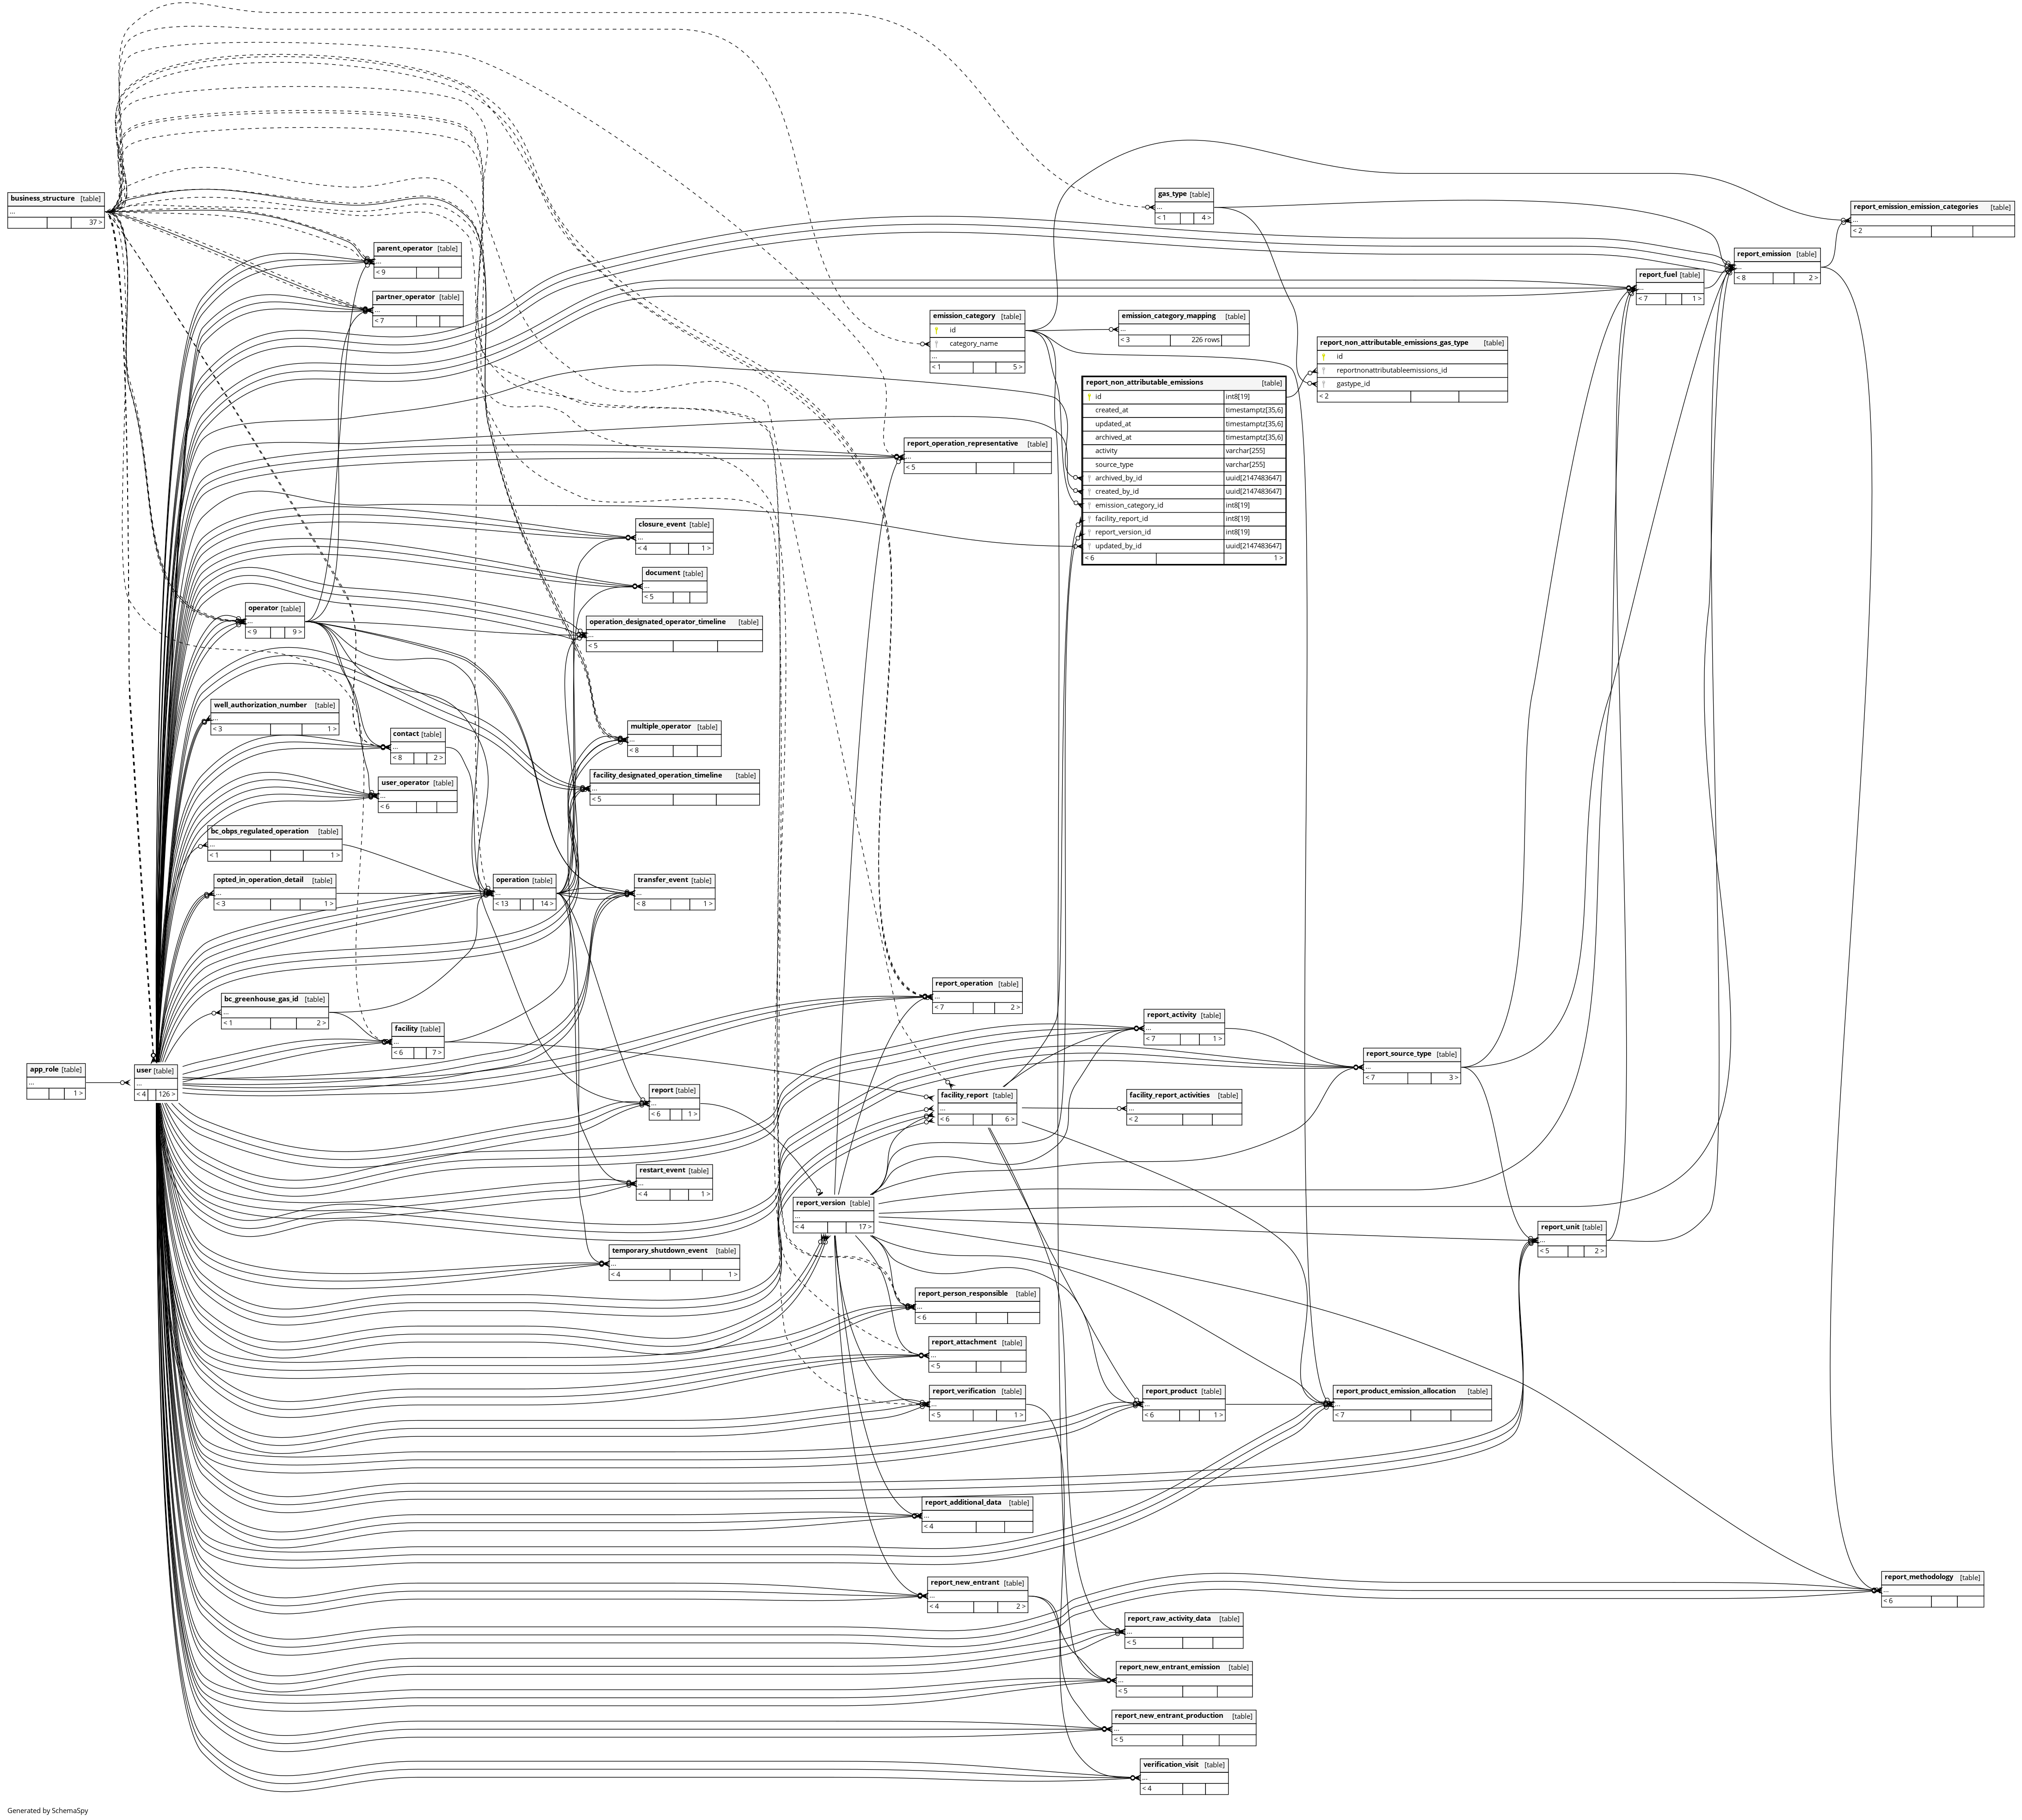 business_structure [table]
...
37 >
gas_type [table]
...
< 1 4 >
report_emission_emission_categories [table]
...
< 2
parent_operator [table]
...
< 9
report_emission [table]
...
< 8 2 >
report_fuel [table]
...
< 7 1 >
partner_operator [table]
...
< 7
emission_category [table]
id
category_name
...
< 1 5 >
emission_category_mapping [table]
...
< 3 226 rows
report_non_attributable_emissions_gas_type [table]
id
reportnonattributableemissions_id
gastype_id
< 2
report_non_attributable_emissions [table]
id int8[19]
created_at timestamptz[35,6]
updated_at timestamptz[35,6]
archived_at timestamptz[35,6]
activity varchar[255]
source_type varchar[255]
archived_by_id uuid[2147483647]
created_by_id uuid[2147483647]
emission_category_id int8[19]
facility_report_id int8[19]
report_version_id int8[19]
updated_by_id uuid[2147483647]
< 6 1 >
report_operation_representative [table]
...
< 5
closure_event [table]
...
< 4 1 >
document [table]
...
< 5
operator [table]
...
< 9 9 >
operation_designated_operator_timeline [table]
...
< 5
well_authorization_number [table]
...
< 3 1 >
multiple_operator [table]
...
< 8
contact [table]
...
< 8 2 >
facility_designated_operation_timeline [table]
...
< 5
user_operator [table]
...
< 6
bc_obps_regulated_operation [table]
...
< 1 1 >
opted_in_operation_detail [table]
...
< 3 1 >
operation [table]
...
< 13 14 >
transfer_event [table]
...
< 8 1 >
report_operation [table]
...
< 7 2 >
bc_greenhouse_gas_id [table]
...
< 1 2 >
report_activity [table]
...
< 7 1 >
facility [table]
...
< 6 7 >
report_source_type [table]
...
< 7 3 >
app_role [table]
...
1 >
user [table]
...
< 4 126 >
report [table]
...
< 6 1 >
facility_report [table]
...
< 6 6 >
facility_report_activities [table]
...
< 2
restart_event [table]
...
< 4 1 >
report_version [table]
...
< 4 17 >
report_unit [table]
...
< 5 2 >
temporary_shutdown_event [table]
...
< 4 1 >
report_person_responsible [table]
...
< 6
report_attachment [table]
...
< 5
report_verification [table]
...
< 5 1 >
report_product [table]
...
< 6 1 >
report_product_emission_allocation [table]
...
< 7
report_additional_data [table]
...
< 4
report_new_entrant [table]
...
< 4 2 >
report_methodology [table]
...
< 6
report_raw_activity_data [table]
...
< 5
report_new_entrant_emission [table]
...
< 5
report_new_entrant_production [table]
...
< 5
verification_visit [table]
...
< 4
Generated by SchemaSpy